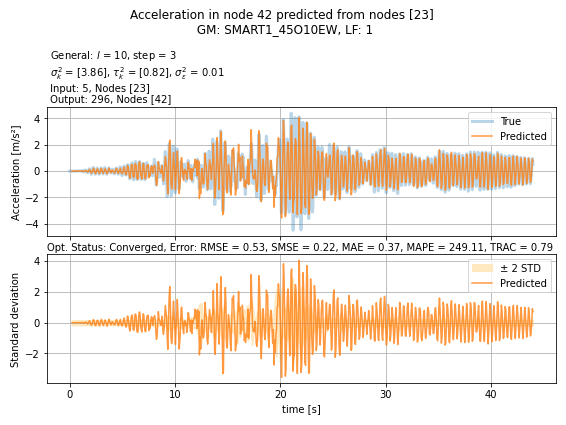 Acceleration in node 42 predicted from nodes [23]
GM: SMART1_45O10EW, LF: 1
General: l = 10, step = 3
σ²ₖ = [3.86], τ²ₖ = [0.82], σ²ε = 0.01
Input: 5, Nodes [23]
Output: 296, Nodes [42]
4
2
0
−2
−4
Acceleration [m/s²]
True
Predicted
Opt. Status: Converged, Error: RMSE = 0.53, SMSE = 0.22, MAE = 0.37, MAPE = 249.11, TRAC = 0.79
4
2
0
−2
Standard deviation
± 2 STD
Predicted
0 10 20 30 40
time [s]